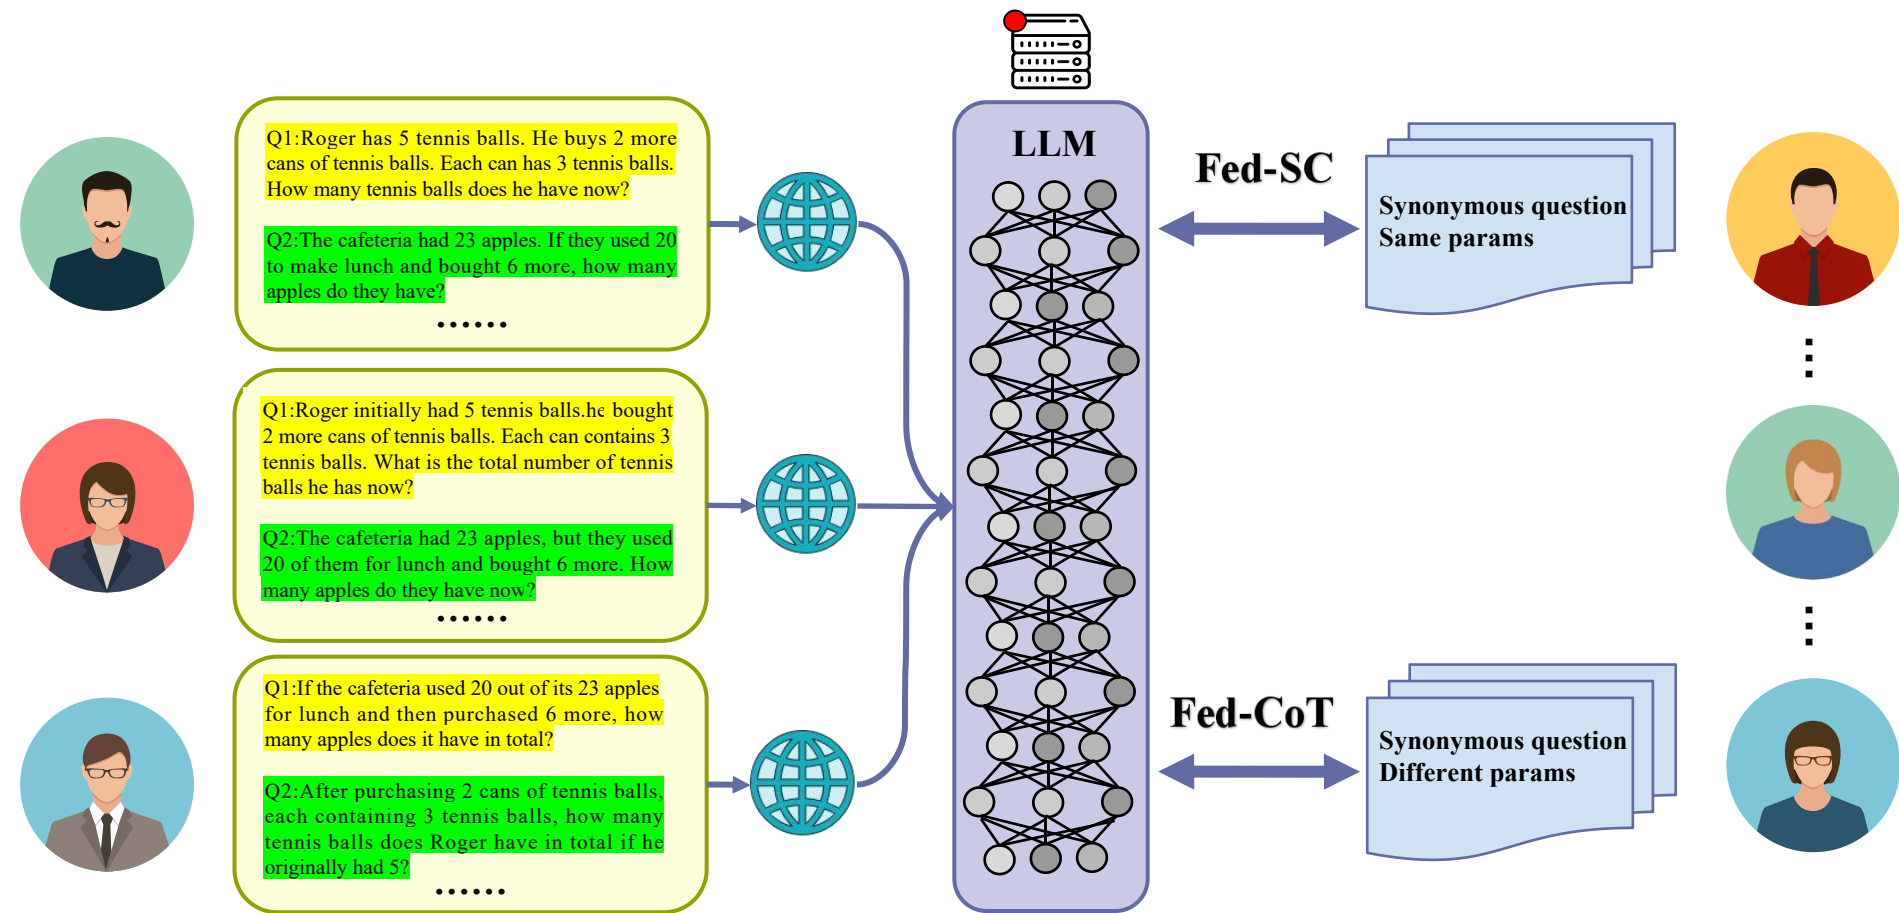 Q1:Roger has 5 tennis balls. He buys 2 more
cans of tennis balls. Each can has 3 tennis balls.
How many tennis balls does he have now?
Q2:The cafeteria had 23 apples. If they used 20
to make lunch and bought 6 more, how many
apples do they have?
......
Q1:Roger initially had 5 tennis balls.he bought
2 more cans of tennis balls. Each can contains 3
tennis balls. What is the total number of tennis
balls he has now?
Q2:The cafeteria had 23 apples, but they used
20 of them for lunch and bought 6 more. How
many apples do they have now?
......
Q1:If the cafeteria used 20 out of its 23 apples
for lunch and then purchased 6 more, how
many apples does it have in total?
Q2:After purchasing 2 cans of tennis balls,
each containing 3 tennis balls, how many
tennis balls does Roger have in total if he
originally had 5?
......
LLM
Fed-SC
Synonymous question
Same params
Fed-CoT
Synonymous question
Different params